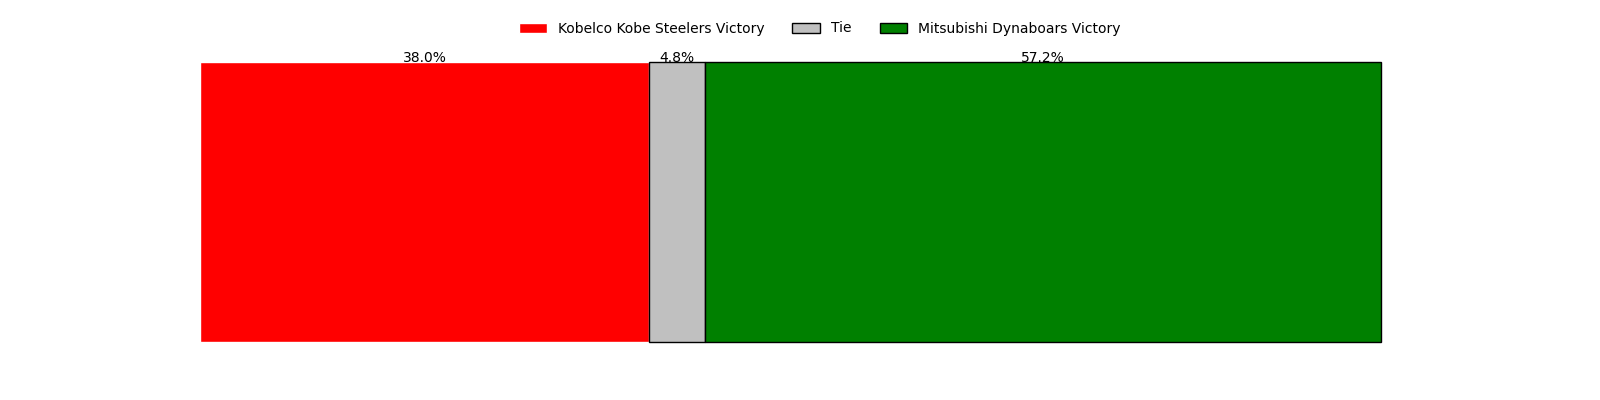 Kobelco Kobe Steelers Victory Tie Mitsubishi Dynaboars Victory
38.0% 4.8% 57.2%